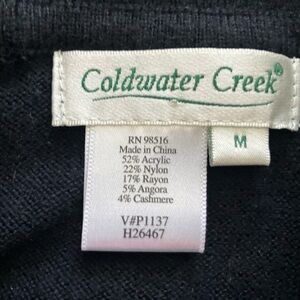 Coldwater Creek®
M
RN 98516
Made in China
52% Acrylic
22% Nylon
17% Rayon
5% Angora
4% Cashmere
V#P1137
H26467